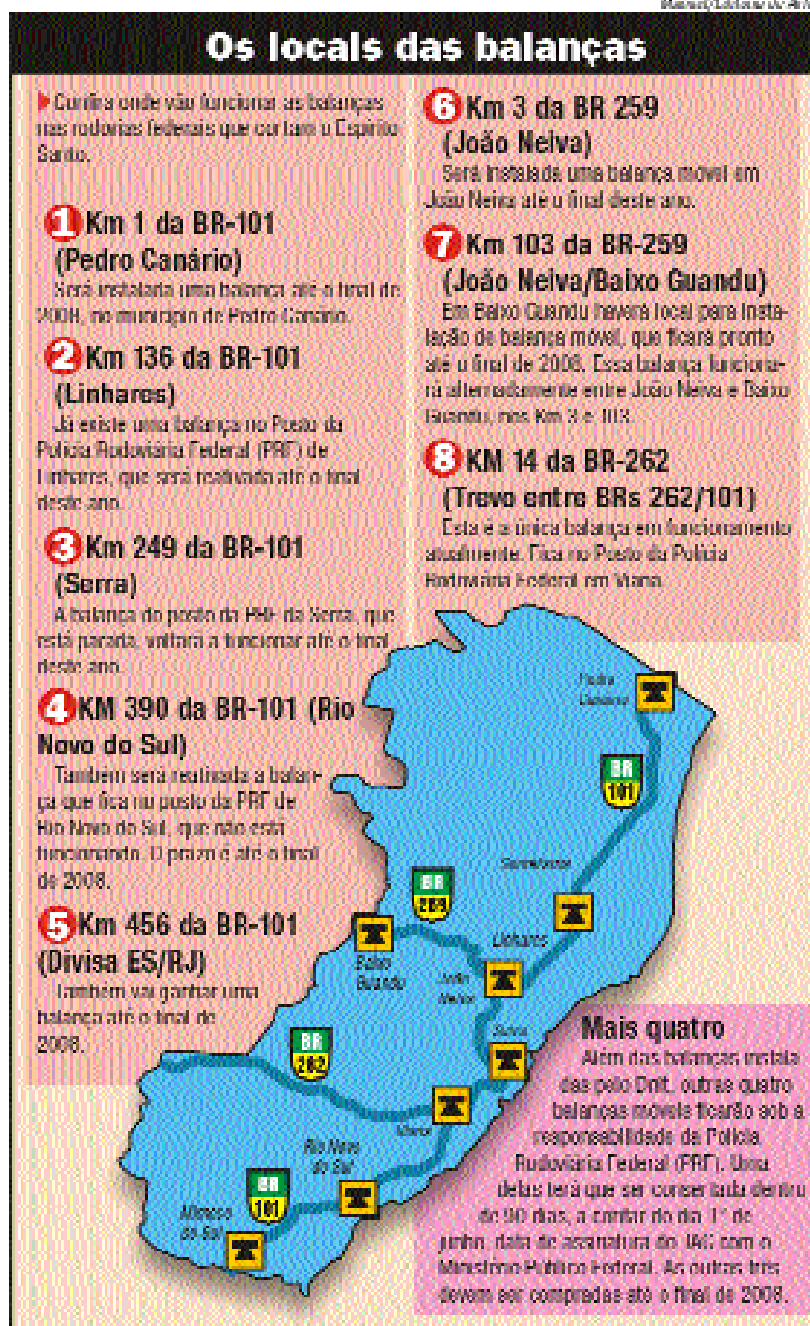 Os locais das balanças
Confira onde vão funcionar as balanças
nas rodovias federais que cortam o Espírito
Santo.
1 Km 1 da BR-101
(Pedro Canário)
Será instalada uma balança até o final de
2008, no município de Pedro Canário.
2 Km 136 da BR-101
(Linhares)
Já existe uma balança no Posto da
Polícia Rodoviária Federal (PRF) de
Linhares, que será reativada até o final
deste ano.
3 Km 249 da BR-101
(Serra)
A balança do posto da PRF da Serra, que
está parada, voltará a funcionar até o final
deste ano.
4 KM 390 da BR-101 (Rio
Novo do Sul)
Também será reativada a balan-
ça que fica no posto da PRF de
Rio Novo do Sul, que não está
funcionando. O prazo é até o final
de 2008.
5 Km 456 da BR-101
(Divisa ES/RJ)
Também vai ganhar uma
balança até o final de
2008.
6 Km 3 da BR 259
(João Neiva)
Será instalada uma balança móvel em
João Neiva até o final deste ano.
7 Km 103 da BR-259
(João Neiva/Baixo Guandu)
Em Baixo Guandu haverá local para insta-
lação de balança móvel, que ficará pronto
até o final de 2008. Essa balança funciona-
rá alternadamente entre João Neiva e Baixo
Guandu, nos Km 3 e 103.
8 KM 14 da BR-262
(Trevo entre BRs 262/101)
Esta é a única balança em funcionamento
atualmente. Fica no Posto da Polícia
Rodoviária Federal em Viana.
Pedro
Canário
BR
101
Sooretama
BR
Linhares
Baixo
Guandu
João
Neiva
Serra
BR
262
Viana
Rio Novo
do Sul
BR
101
Mimoso
do Sul
Mais quatro
Além das balanças instala
das pelo Dnit, outras quatro
balanças móveis ficarão sob a
responsabilidade da Polícia
Rodoviária Federal (PRF). Uma
delas terá que ser consertada dentro
de 90 dias, a contar do dia 1° de
junho, data de assinatura do TAC com o
Ministério Público Federal. As outras três
devem ser compradas até o final de 2008.